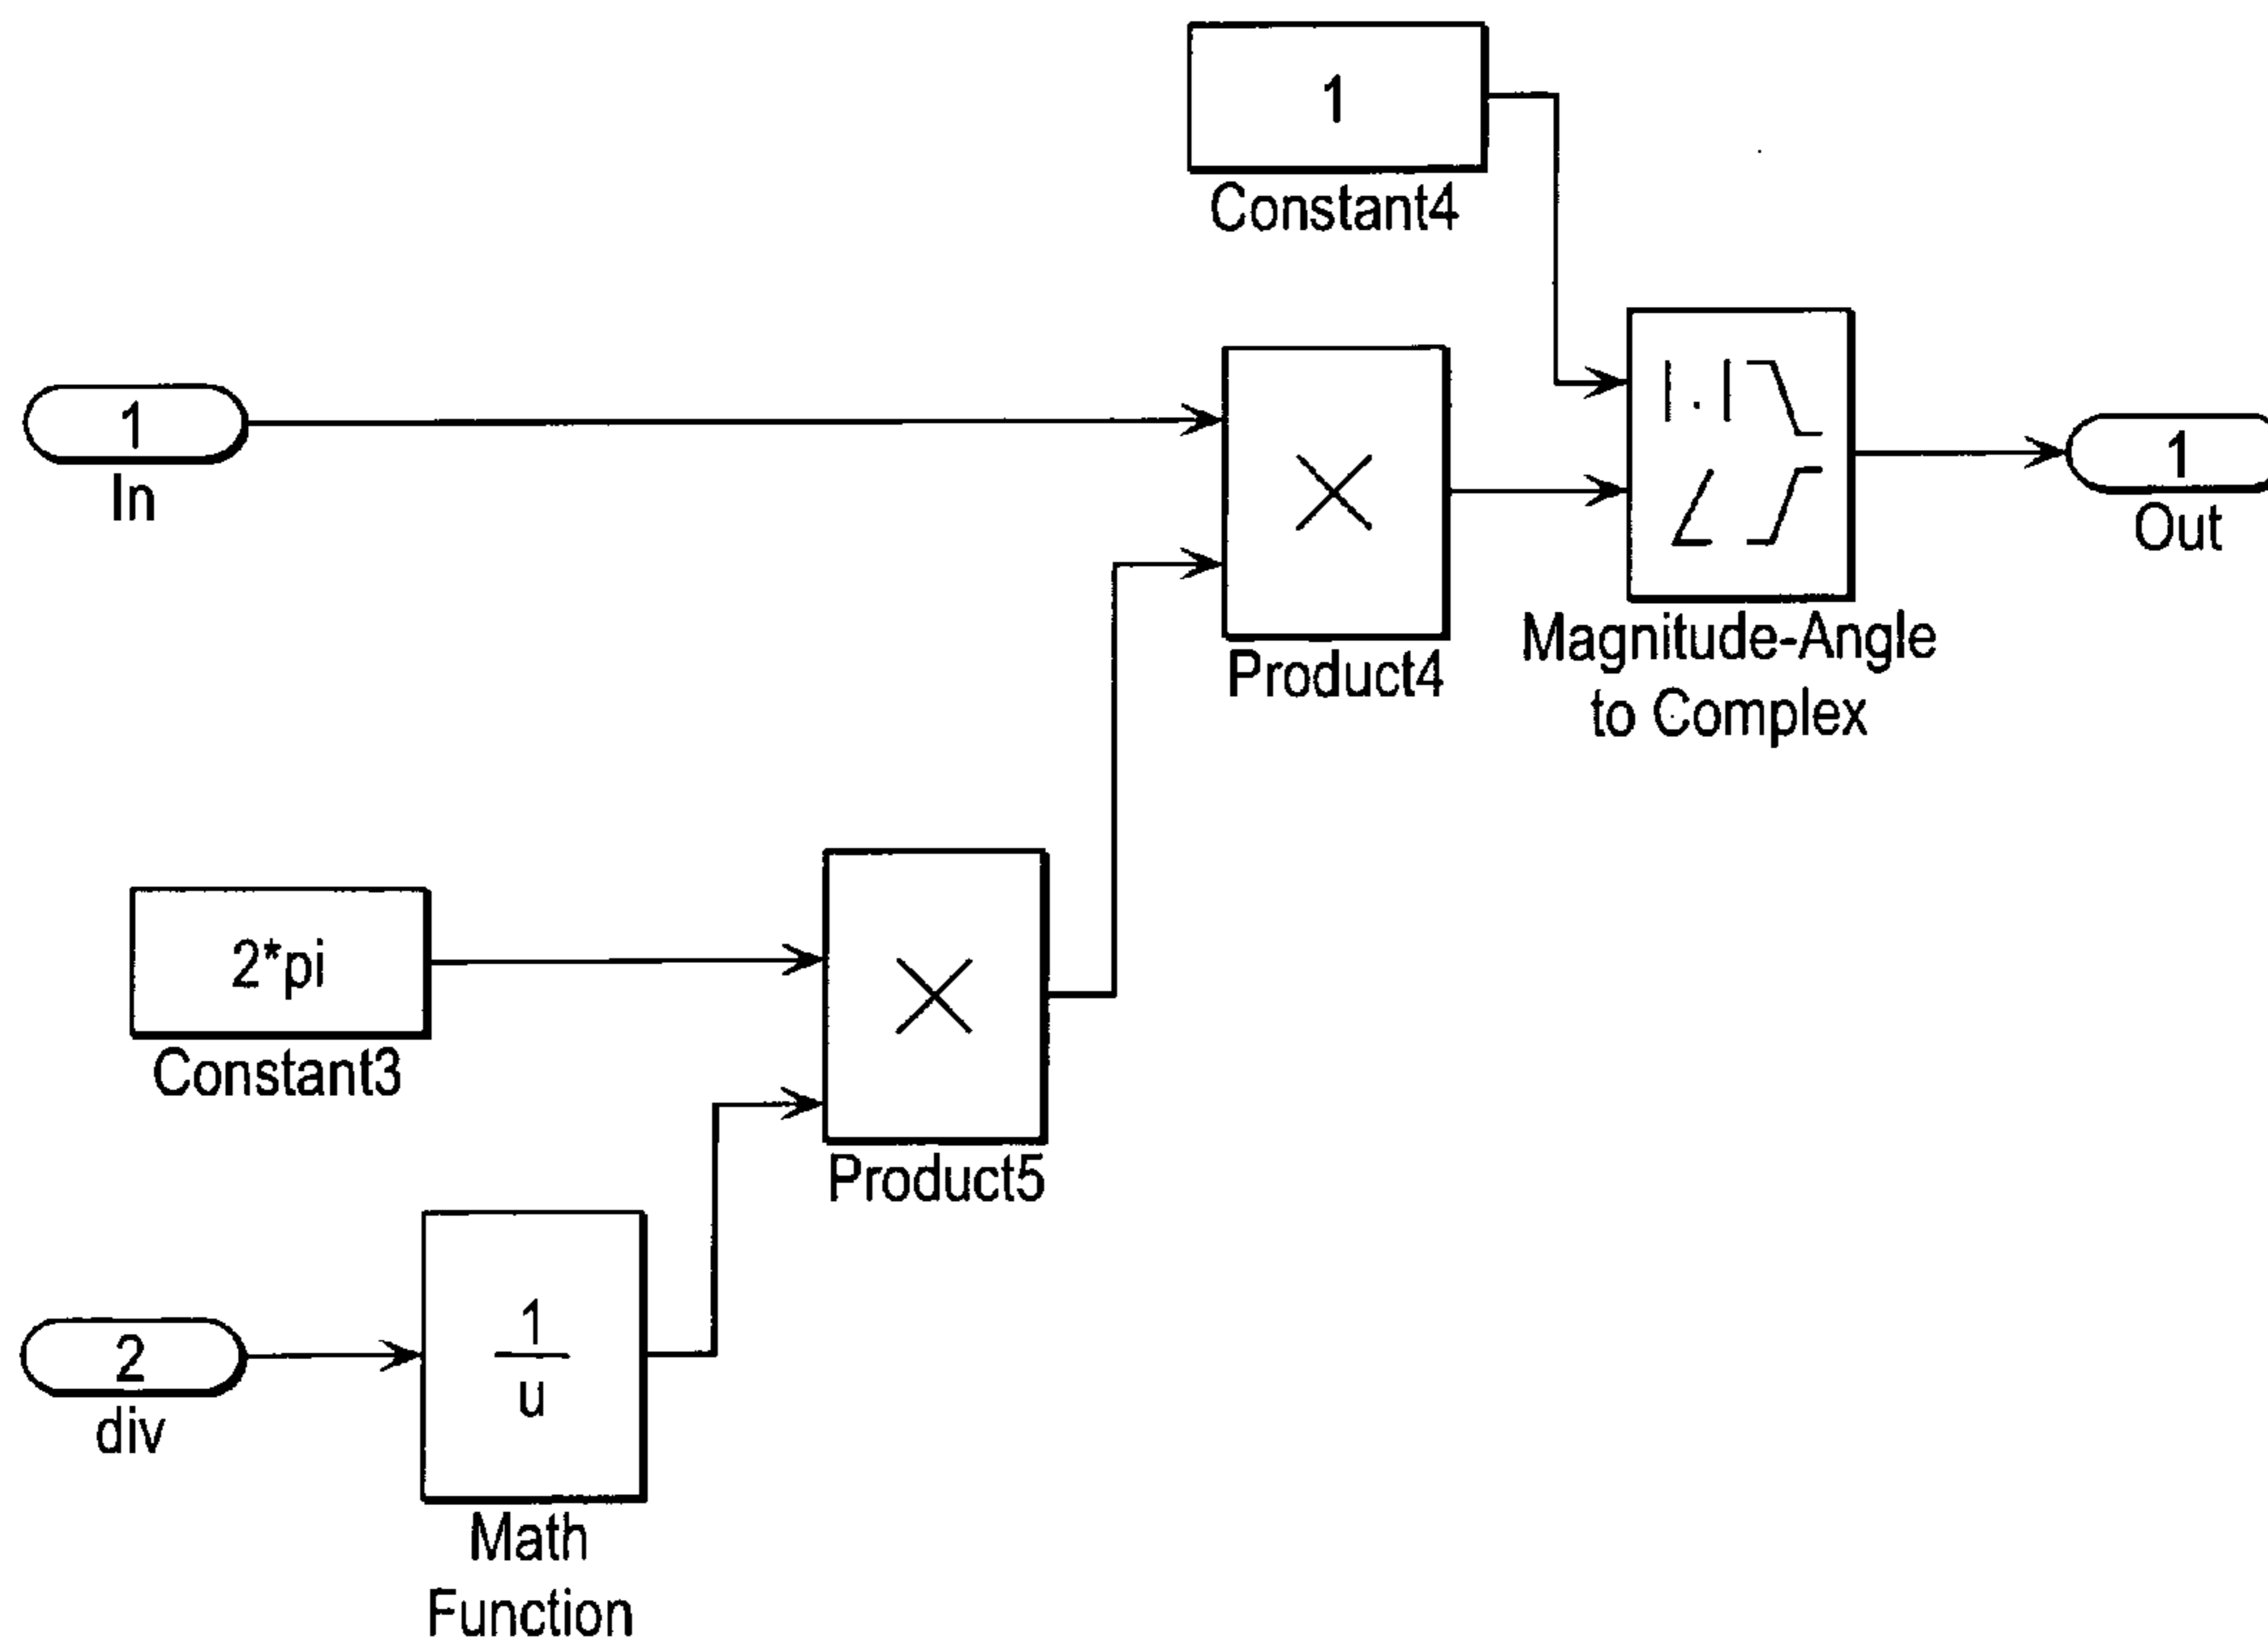 1
Constant4
1
In
|.|
Product4
Magnitude-Angle
to Complex
1
Out
2*pi
Constant3
Product5
2
div
1
u
Math
Function